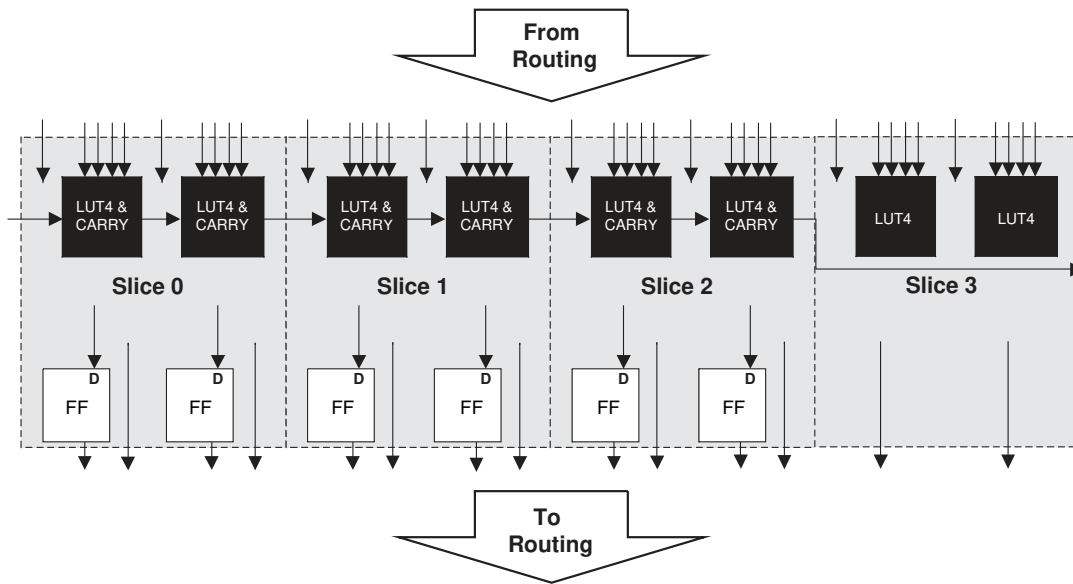 From
Routing
LUT4 &
CARRY
LUT4 &
CARRY
LUT4 &
CARRY
LUT4 &
CARRY
LUT4 &
CARRY
LUT4 &
CARRY
LUT4
LUT4
Slice 0
Slice 1
Slice 2
Slice 3
D
FF
D
FF
D
FF
D
FF
D
FF
D
FF
To
Routing